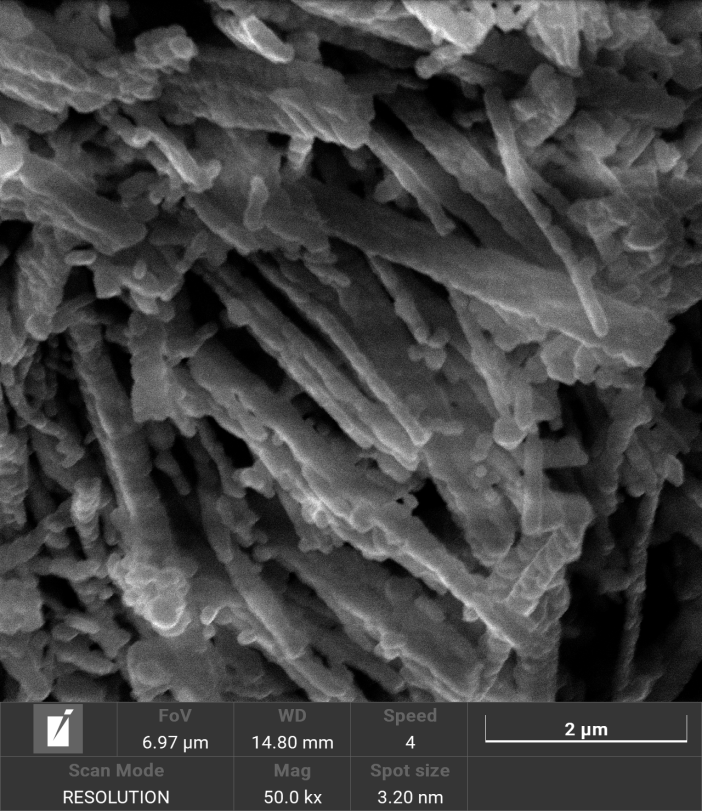 FoV
6.97 µm
WD
14.80 mm
Speed
4
2 µm
Scan Mode
RESOLUTION
Mag
50.0 kx
Spot size
3.20 nm